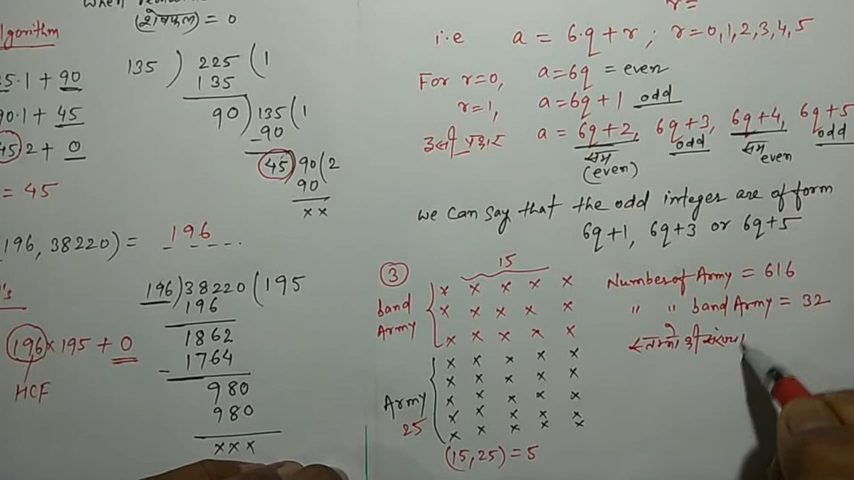 (शेषफल) = 0
lgorithm
35.1 + 90
90.1 + 45
45 2 + 0
= 45
135 ) 225 ( 1
135
90 ) 135 ( 1
- 90
45 ) 90 ( 2
90
x x
196, 38220) = 196
196 ) 38220 ( 195
196
1862
- 1764
980
980
x x x
196 × 195 + 0
HCF
r =
i.e a = 6.q + r ; r = 0,1,2,3,4,5
For r=0, a=6q = even
r=1, a=6q+1 odd
इसी प्रकार a = 6q+2, 6q+3, 6q+4, 6q+5
सम odd सम even odd
(even)
we can say that the odd integer are of form
6q+1, 6q+3 or 6q+5
3
15
band
Army
x x x x x
x x x x x
x x x x x
Army
25
x x x x x
x x x x x
x x x x x
x x x x x
x x x x x
(15,25) = 5
Number of Army = 616
" " band Army = 32